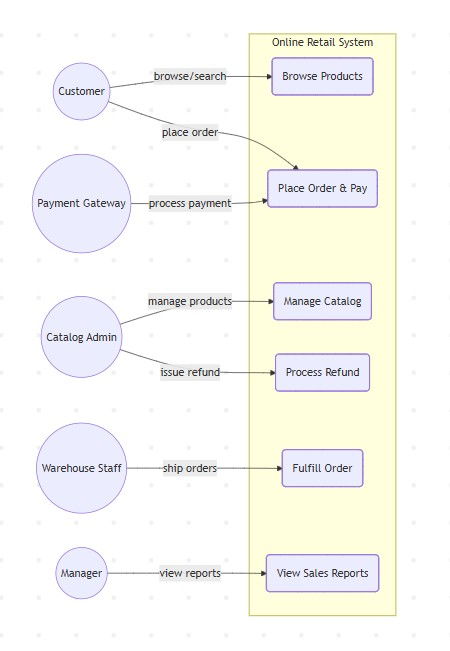 Online Retail System
Customer
browse/search
Browse Products
place order
Payment Gateway
process payment
Place Order & Pay
Catalog Admin
manage products
Manage Catalog
issue refund
Process Refund
Warehouse Staff
ship orders
Fulfill Order
Manager
view reports
View Sales Reports